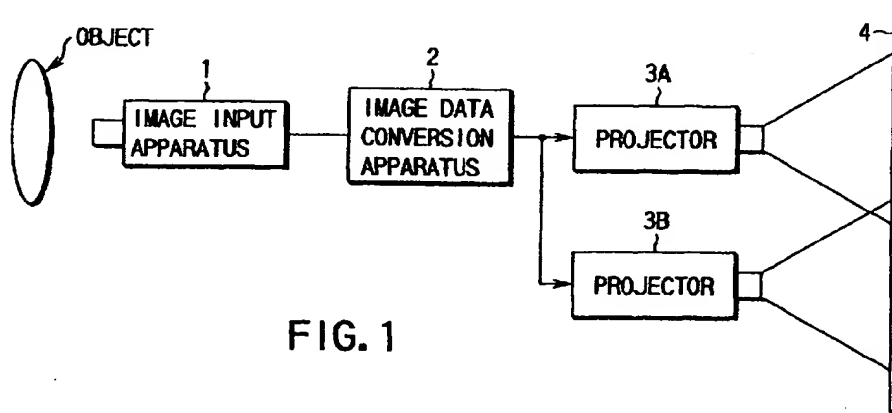 OBJECT
1
IMAGE INPUT
APPARATUS
2
IMAGE DATA
CONVERSION
APPARATUS
3A
PROJECTOR
4
3B
PROJECTOR
FIG. 1